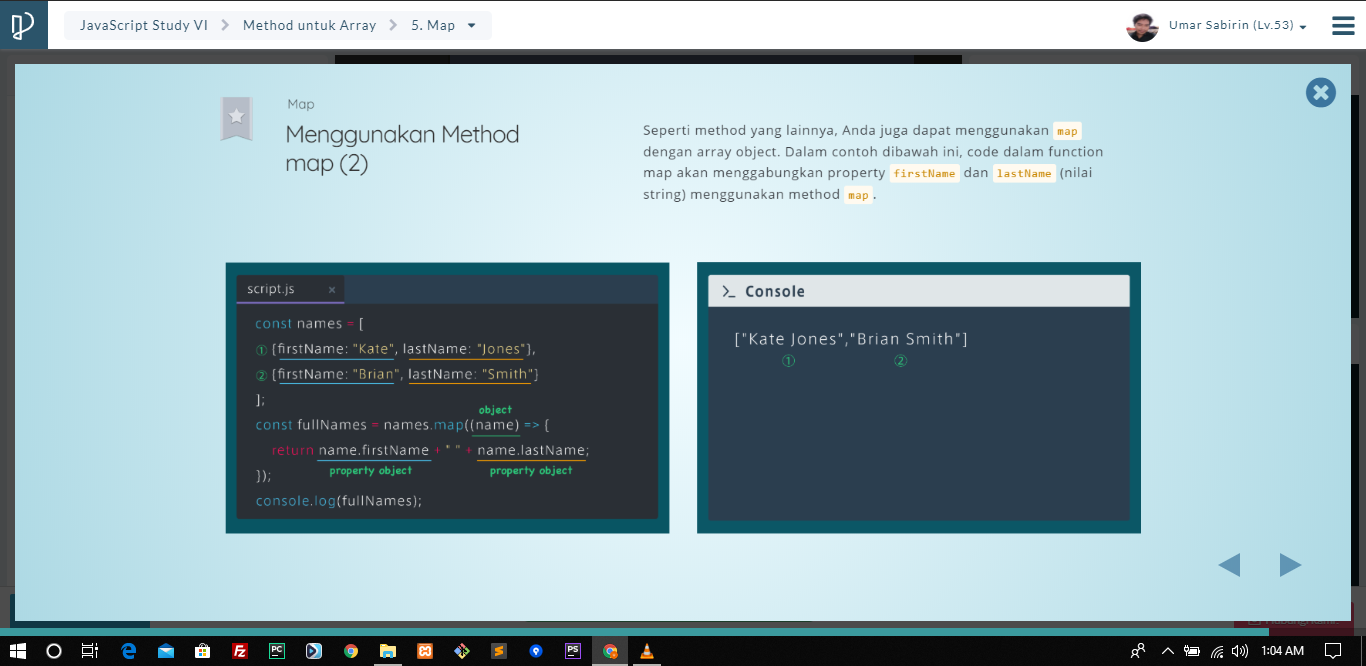 JavaScript Study VI > Method untuk Array > 5. Map
Umar Sabirin (Lv.53)
Map
Menggunakan Method
map (2)
Seperti method yang lainnya, Anda juga dapat menggunakan map
dengan array object. Dalam contoh dibawah ini, code dalam function
map akan menggabungkan property firstName dan lastName (nilai
string) menggunakan method map.
script.js ×
const names = [
① {firstName: "Kate", lastName: "Jones"},
② {firstName: "Brian", lastName: "Smith"}
];
object
const fullNames = names.map((name) => {
return name.firstName + " " + name.lastName;
property object property object
});
console.log(fullNames);
>_ Console
["Kate Jones","Brian Smith"]
① ②
1:04 AM